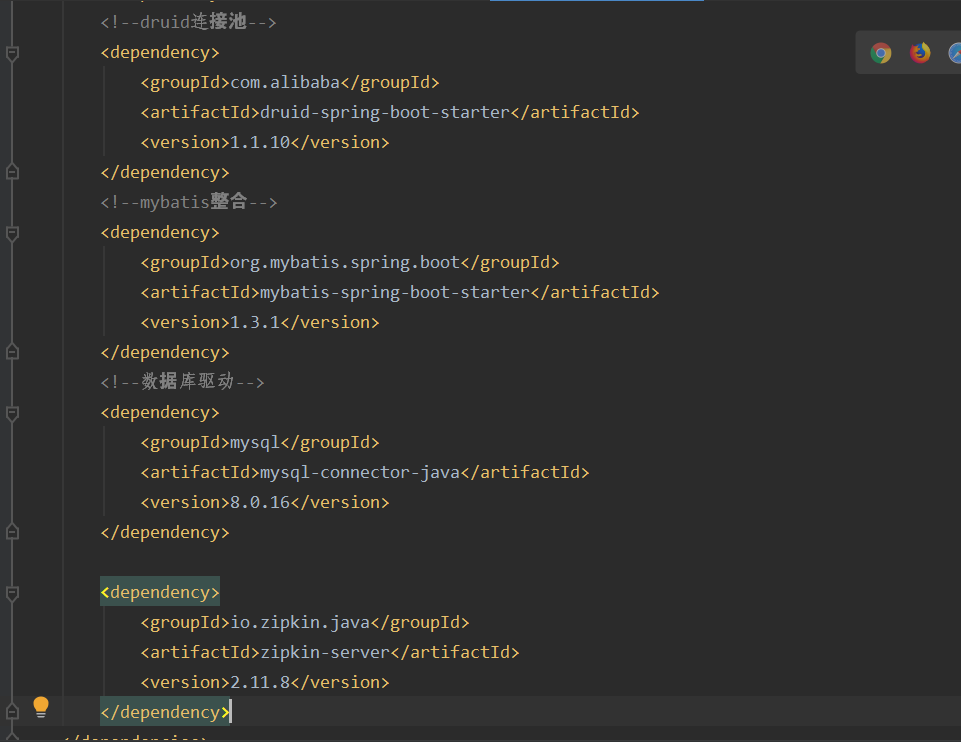 <!--druid连接池-->
<dependency>
<groupId>com.alibaba</groupId>
<artifactId>druid-spring-boot-starter</artifactId>
<version>1.1.10</version>
</dependency>
<!--mybatis整合-->
<dependency>
<groupId>org.mybatis.spring.boot</groupId>
<artifactId>mybatis-spring-boot-starter</artifactId>
<version>1.3.1</version>
</dependency>
<!--数据库驱动-->
<dependency>
<groupId>mysql</groupId>
<artifactId>mysql-connector-java</artifactId>
<version>8.0.16</version>
</dependency>
<dependency>
<groupId>io.zipkin.java</groupId>
<artifactId>zipkin-server</artifactId>
<version>2.11.8</version>
</dependency>